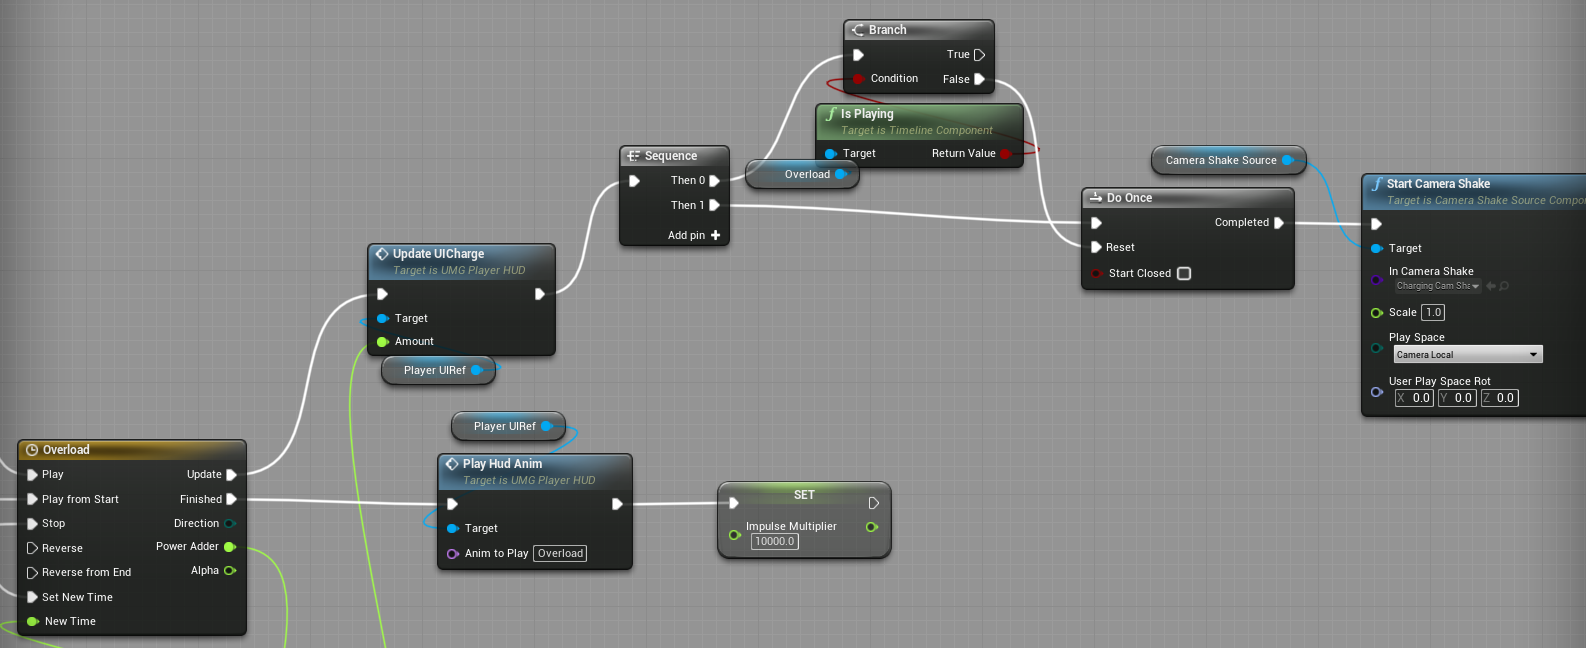 Branch
True
Condition
False
Is Playing
Target is Timeline Component
Target
Return Value
Overload
Sequence
Then 0
Then 1
Add pin
Camera Shake Source
Do Once
Completed
Reset
Start Closed
Start Camera Shake
Target is Camera Shake Source Compo
Target
In Camera Shake
Charging Cam Sha
Scale 1.0
Play Space
Camera Local
User Play Space Rot
X 0.0 Y 0.0 Z 0.0
Update UICharge
Target is UMG Player HUD
Target
Amount
Player UIRef
Player UIRef
Play Hud Anim
Target is UMG Player HUD
Target
Anim to Play Overload
SET
Impulse Multiplier
10000.0
Overload
Play Update
Play from Start Finished
Stop Direction
Reverse Power Adder
Reverse from End Alpha
Set New Time
New Time